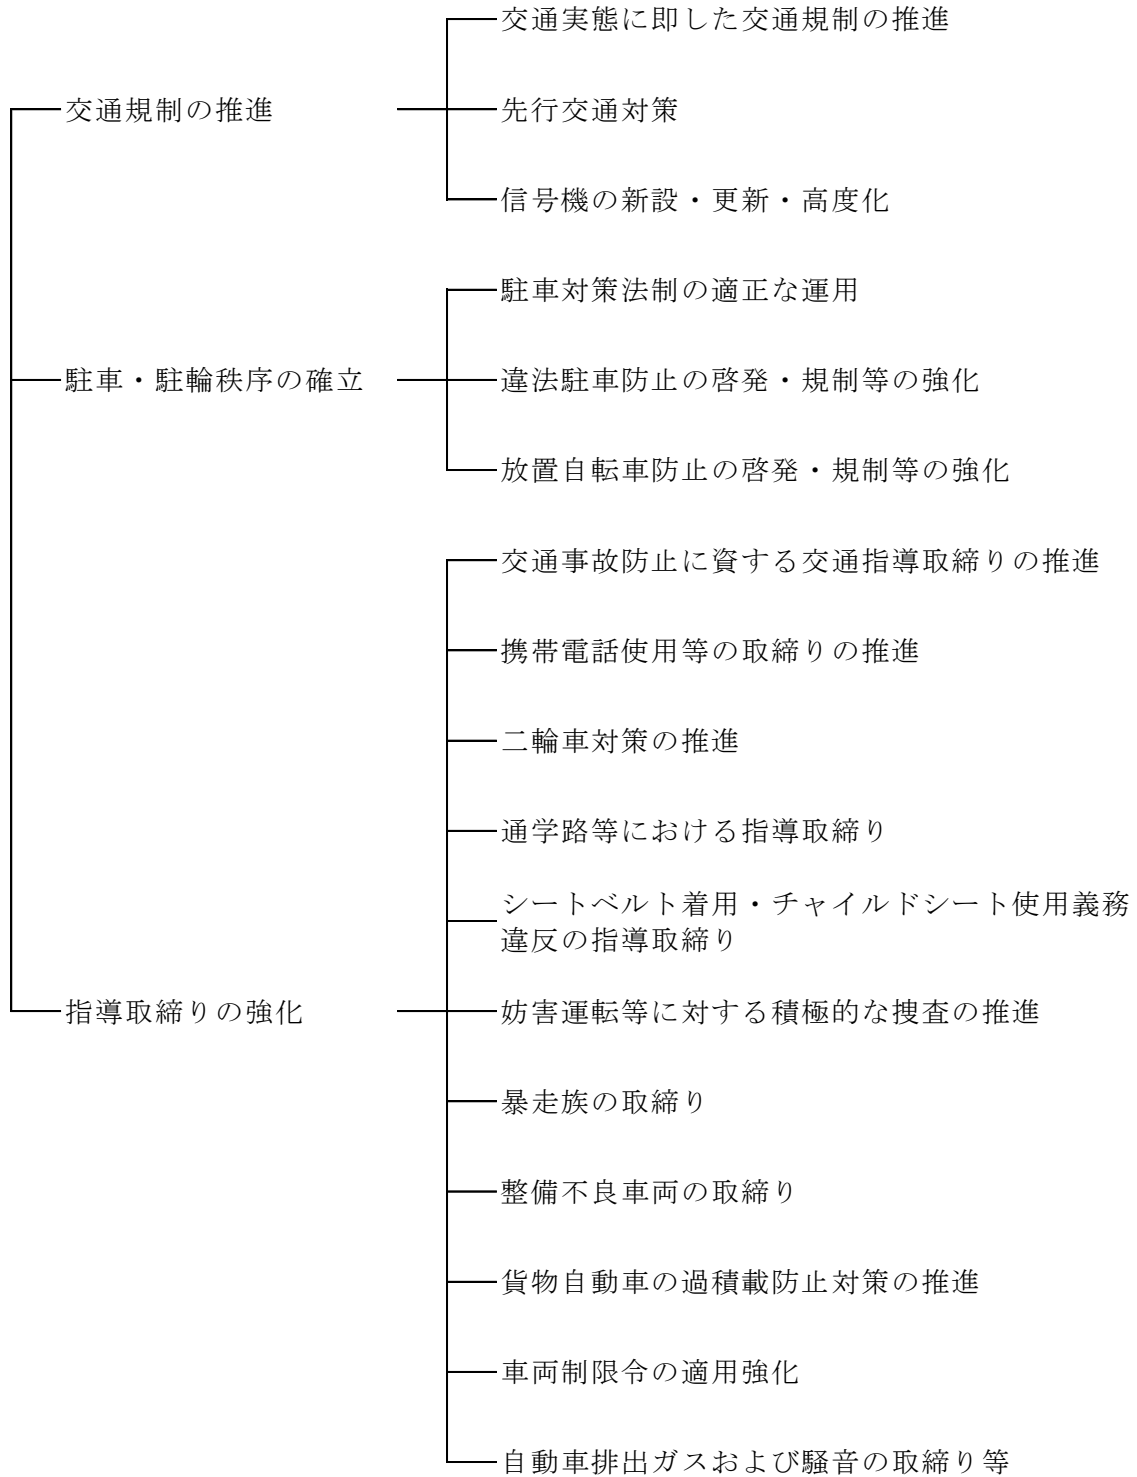 交通規制の推進
交通実態に即した交通規制の推進
先行交通対策
信号機の新設・更新・高度化
駐車・駐輪秩序の確立
駐車対策法制の適正な運用
違法駐車防止の啓発・規制等の強化
放置自転車防止の啓発・規制等の強化
指導取締りの強化
交通事故防止に資する交通指導取締りの推進
携帯電話使用等の取締りの推進
二輪車対策の推進
通学路等における指導取締り
シートベルト着用・チャイルドシート使用義務
違反の指導取締り
妨害運転等に対する積極的な捜査の推進
暴走族の取締り
整備不良車両の取締り
貨物自動車の過積載防止対策の推進
車両制限令の適用強化
自動車排出ガスおよび騒音の取締り等